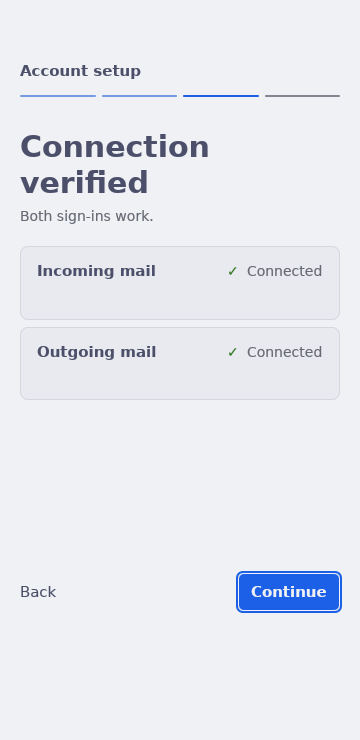 Account setup
Connection
verified
Both sign-ins work.
Incoming mail ✓ Connected
Outgoing mail ✓ Connected
Back Continue